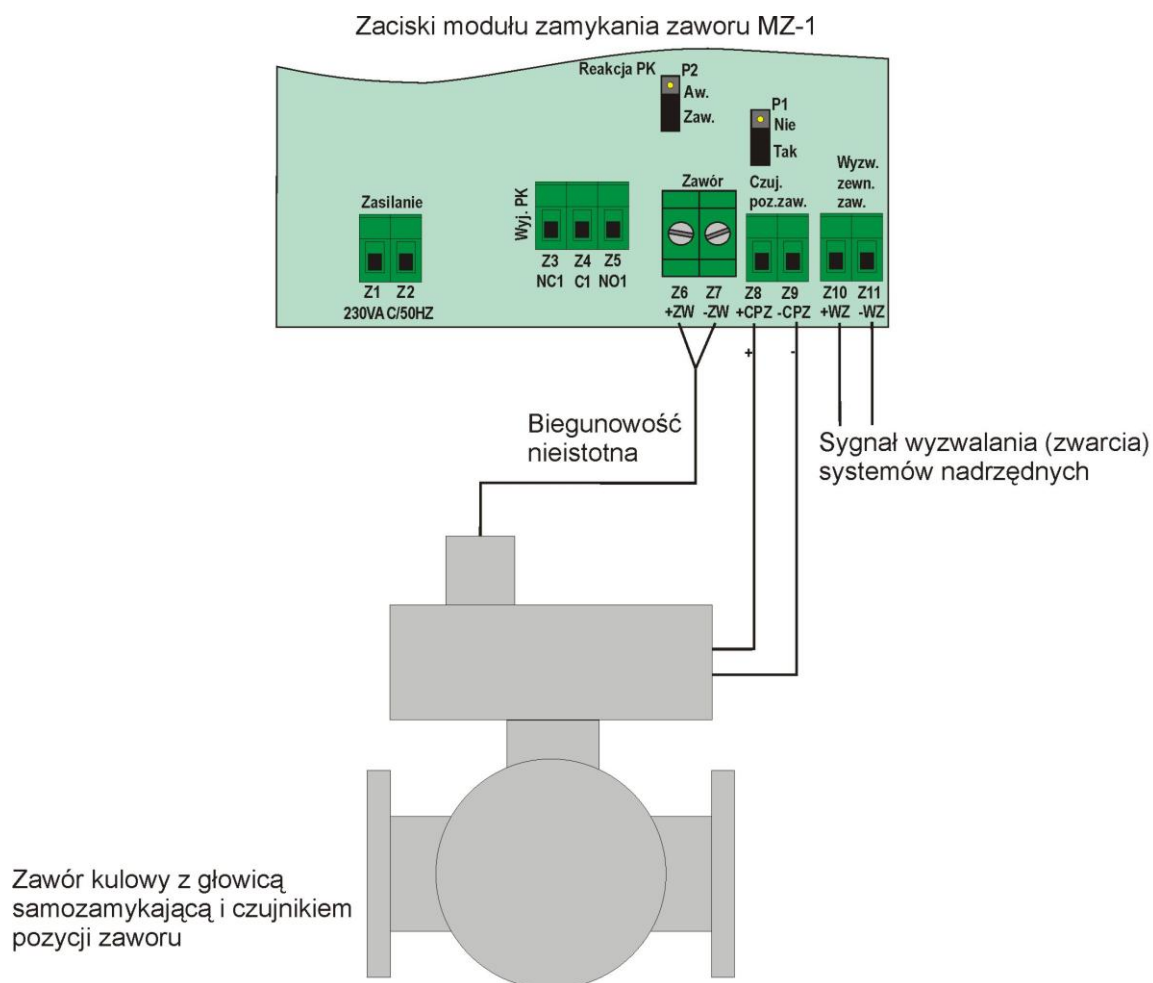 Zaciski modułu zamykania zaworu MZ-1
Reakcja PK
P2
Aw.
Zaw.
P1
Nie
Tak
Zasilanie
Wyj. PK
Zawór
Czuj.
poz.zaw.
Wyzw.
zewn.
zaw.
Z1 Z2
230VA C/50HZ
Z3 Z4 Z5
NC1 C1 NO1
Z6 Z7
+ZW -ZW
Z8 Z9
+CPZ -CPZ
Z10 Z11
+WZ -WZ
+ -
Biegunowość
nieistotna
Sygnał wyzwalania (zwarcia)
systemów nadrzędnych
Zawór kulowy z głowicą
samozamykającą i czujnikiem
pozycji zaworu